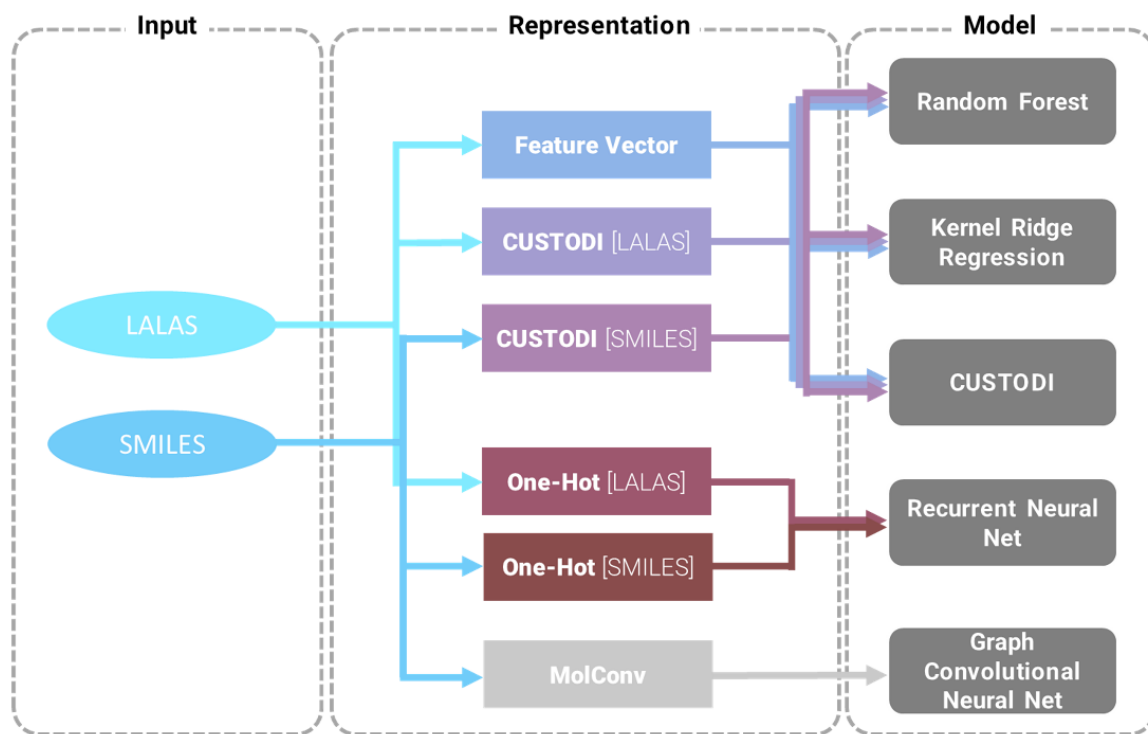 Input
Representation
Model
LALAS
SMILES
Feature Vector
CUSTODI [LALAS]
CUSTODI [SMILES]
One-Hot [LALAS]
One-Hot [SMILES]
MolConv
Random Forest
Kernel Ridge
Regression
CUSTODI
Recurrent Neural
Net
Graph
Convolutional
Neural Net